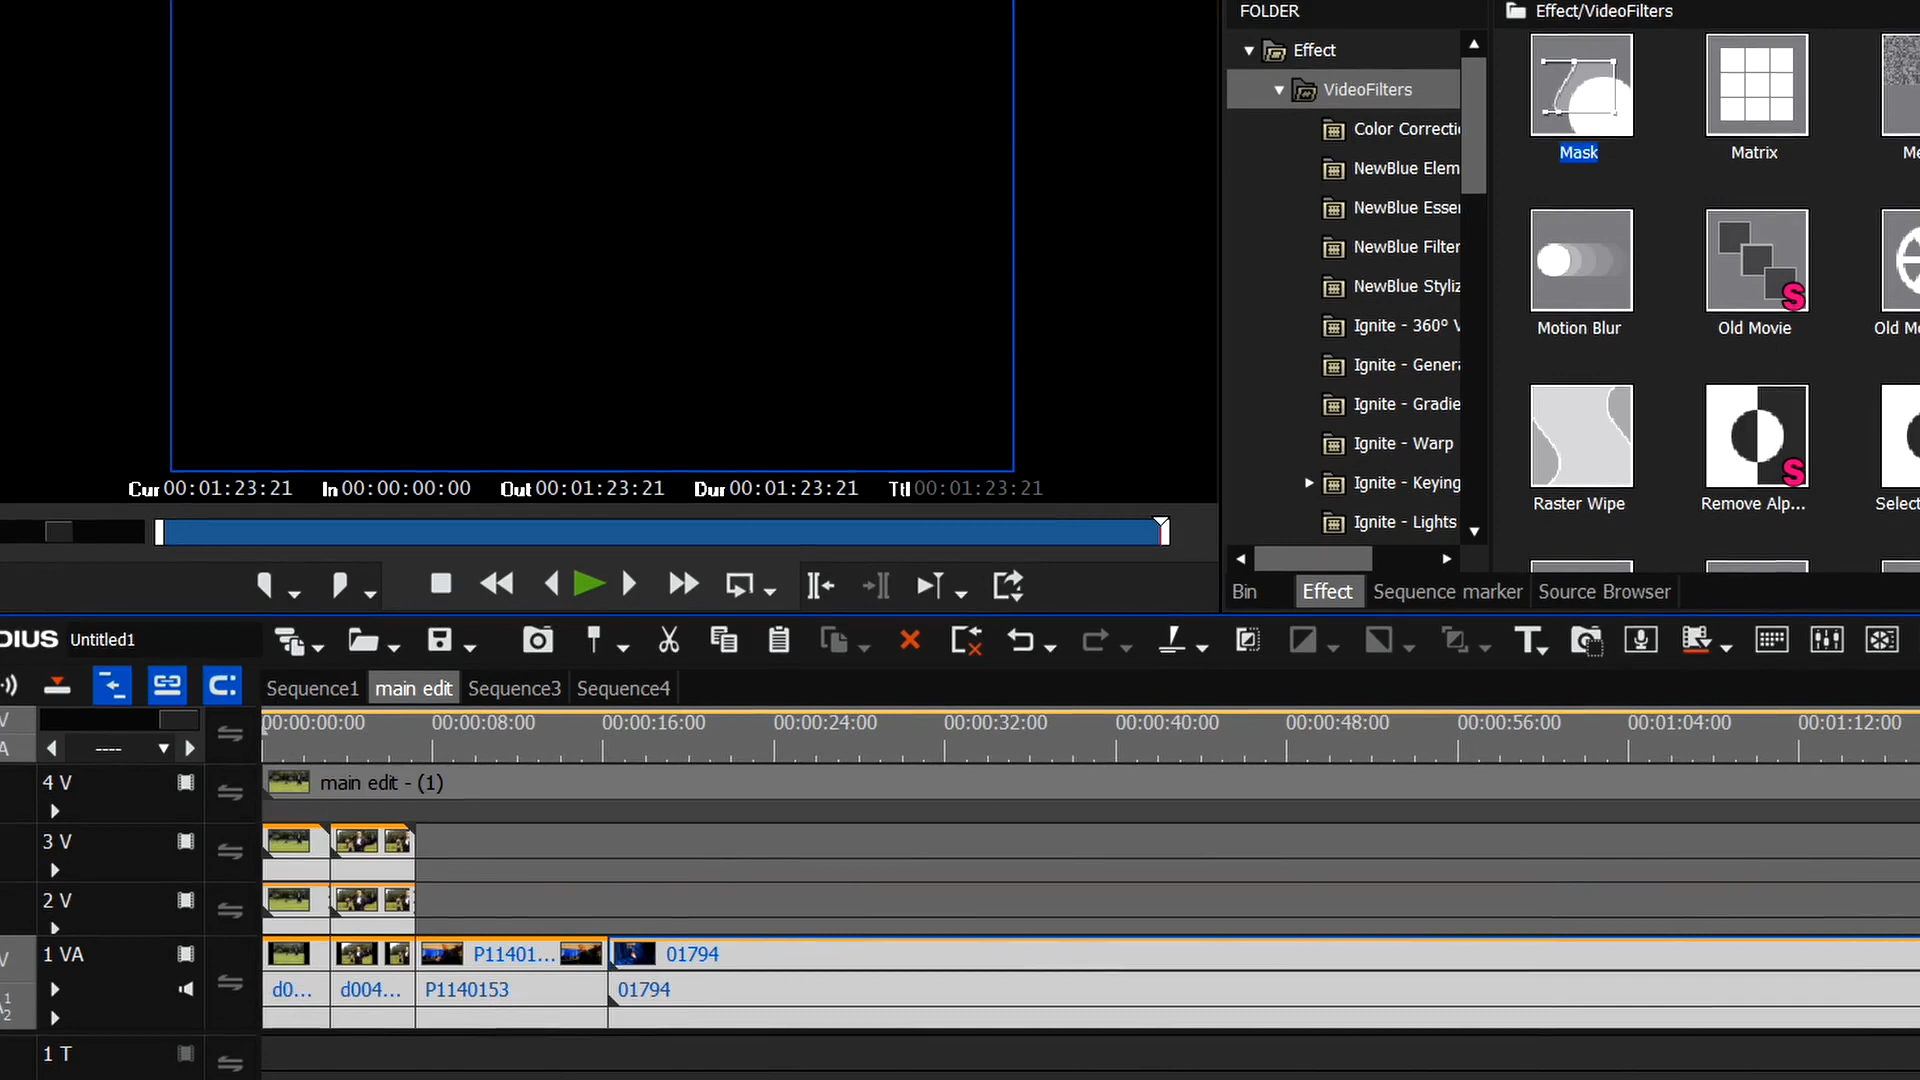 FOLDER
Effect/VideoFilters
Effect
VideoFilters
Color Correcti
NewBlue Elem
NewBlue Esse
NewBlue Filter
NewBlue Styliz
Ignite - 360º V
Ignite - Genera
Ignite - Gradie
Ignite - Warp
Ignite - Keying
Ignite - Lights
Mask
Matrix
Me
Motion Blur
Old Movie
Old Mo
Raster Wipe
Remove Alp...
Select
S
S
Cur 00:01:23:21 In 00:00:00:00 Out 00:01:23:21 Dur 00:01:23:21 Ttl 00:01:23:21
Bin Effect Sequence marker Source Browser
DIUS Untitled1
Sequence1 main edit Sequence3 Sequence4
00:00:00:00 00:00:08:00 00:00:16:00 00:00:24:00 00:00:32:00 00:00:40:00 00:00:48:00 00:00:56:00 00:01:04:00 00:01:12:00
V
A
----
4 V
main edit - (1)
3 V
2 V
V
1 VA
P11401...
01794
1
2
d0...
d004...
P1140153
01794
1 T